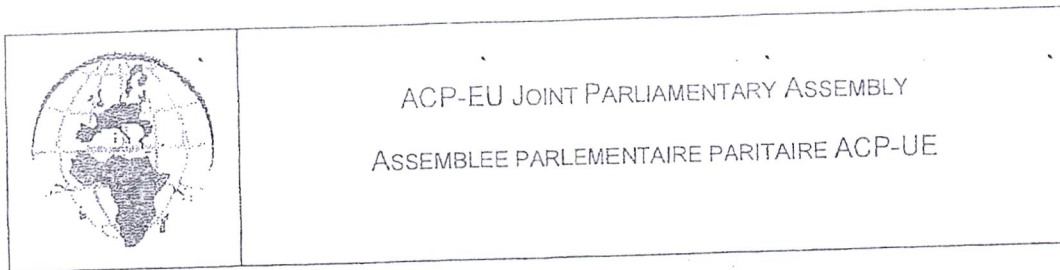 ACP-EU JOINT PARLIAMENTARY ASSEMBLY
ASSEMBLEE PARLEMENTAIRE PARITAIRE ACP-UE